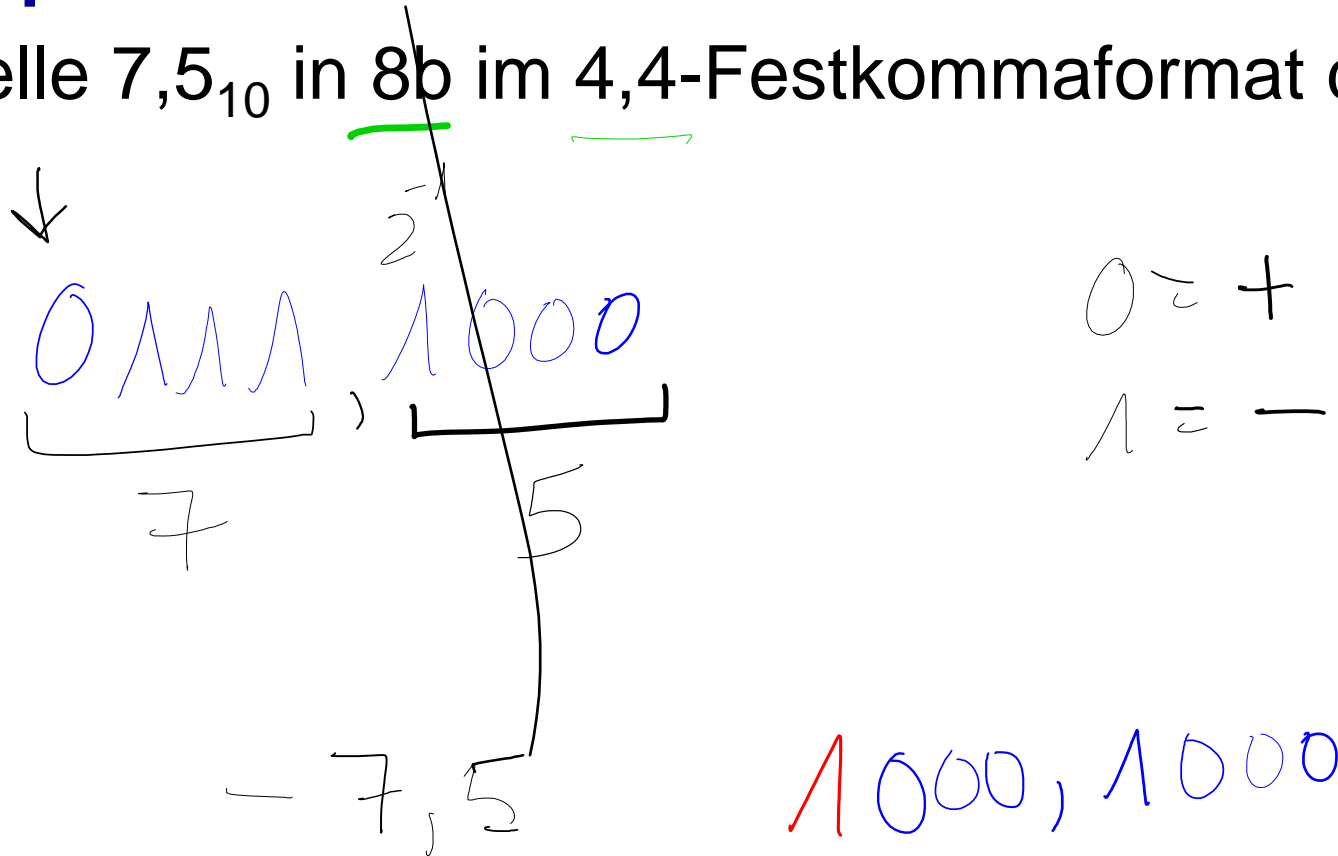 elle 7,5₁₀ in 8b im 4,4-Festkommaformat
2⁻¹
0111,1000
0 = +
1 = −
7 5
− 7,5
1000,1000